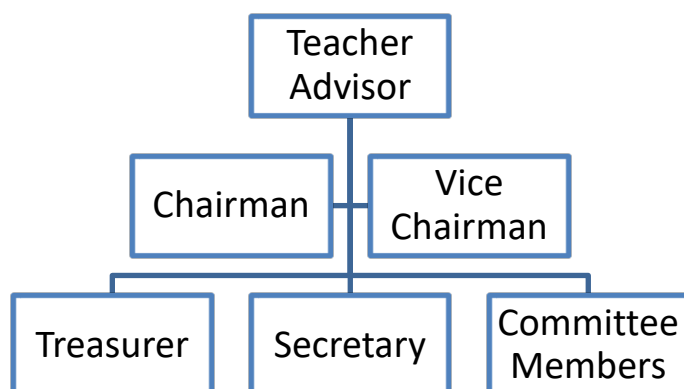 Teacher
Advisor
Chairman
Vice
Chairman
Treasurer
Secretary
Committee
Members